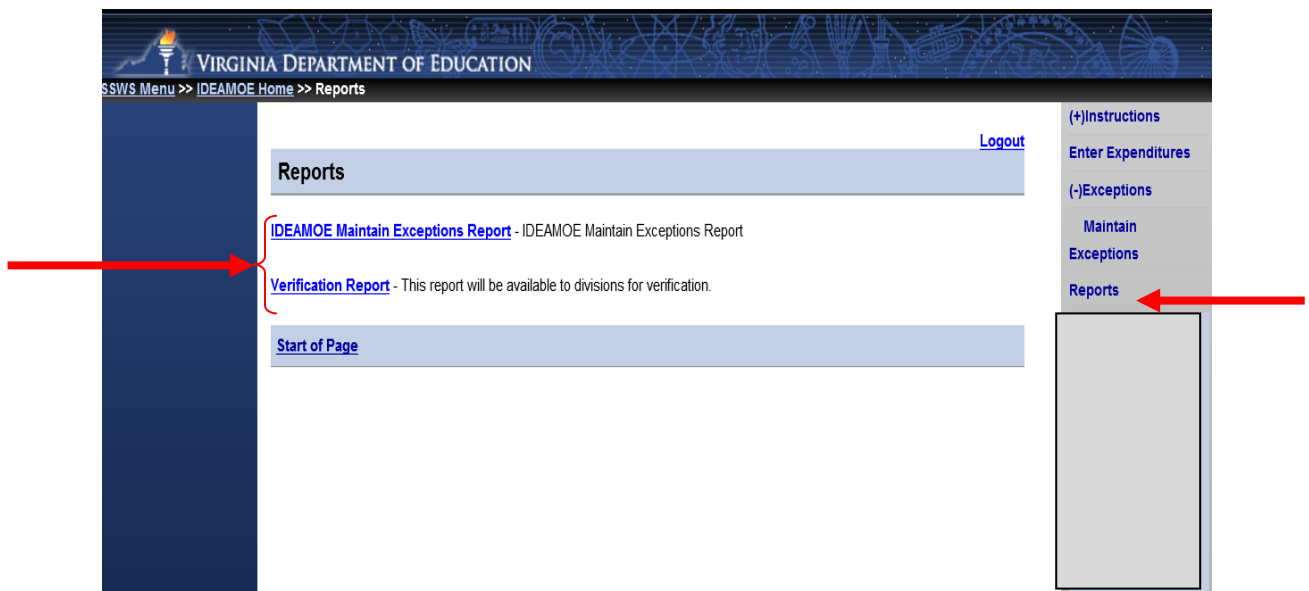 VIRGINIA DEPARTMENT OF EDUCATION
SSWS Menu >> IDEAMOE Home >> Reports
Logout
Reports
IDEAMOE Maintain Exceptions Report - IDEAMOE Maintain Exceptions Report
Verification Report - This report will be available to divisions for verification.
Start of Page
(+)Instructions
Enter Expenditures
(-)Exceptions
Maintain
Exceptions
Reports